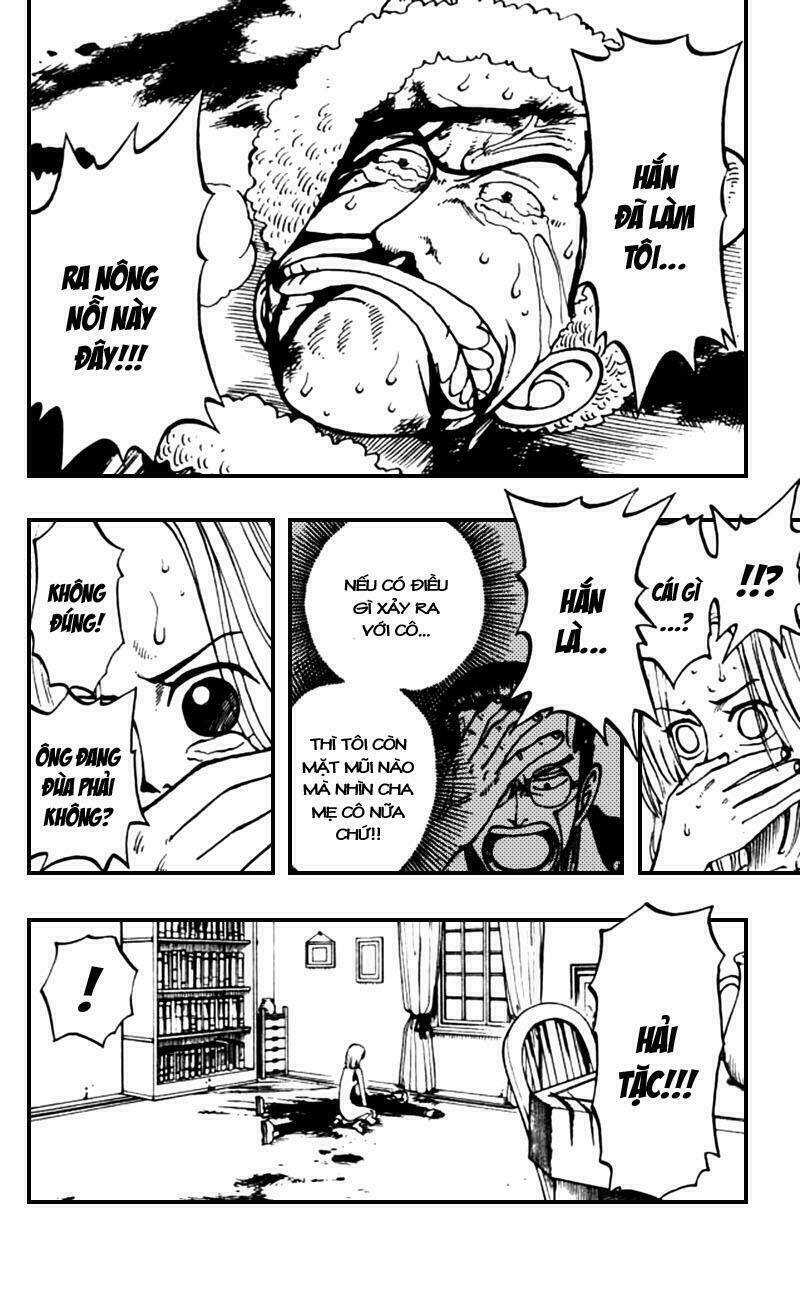 HẮN
ĐÃ LÀM
TÔI...
RA NÔNG
NỖI NÀY
ĐÂY!!!
!!?
CÁI GÌ
...?
HẮN
LÀ...
NẾU CÓ ĐIỀU
GÌ XẢY RA
VỚI CÔ...
THÌ TÔI CÒN
MẶT MŨI NÀO
MÀ NHÌN CHA
MẸ CÔ NỮA
CHỨ!!
KHÔNG
ĐÚNG!
ÔNG ĐANG
ĐÙA PHẢI
KHÔNG?
HẢI
TẶC!!!
!